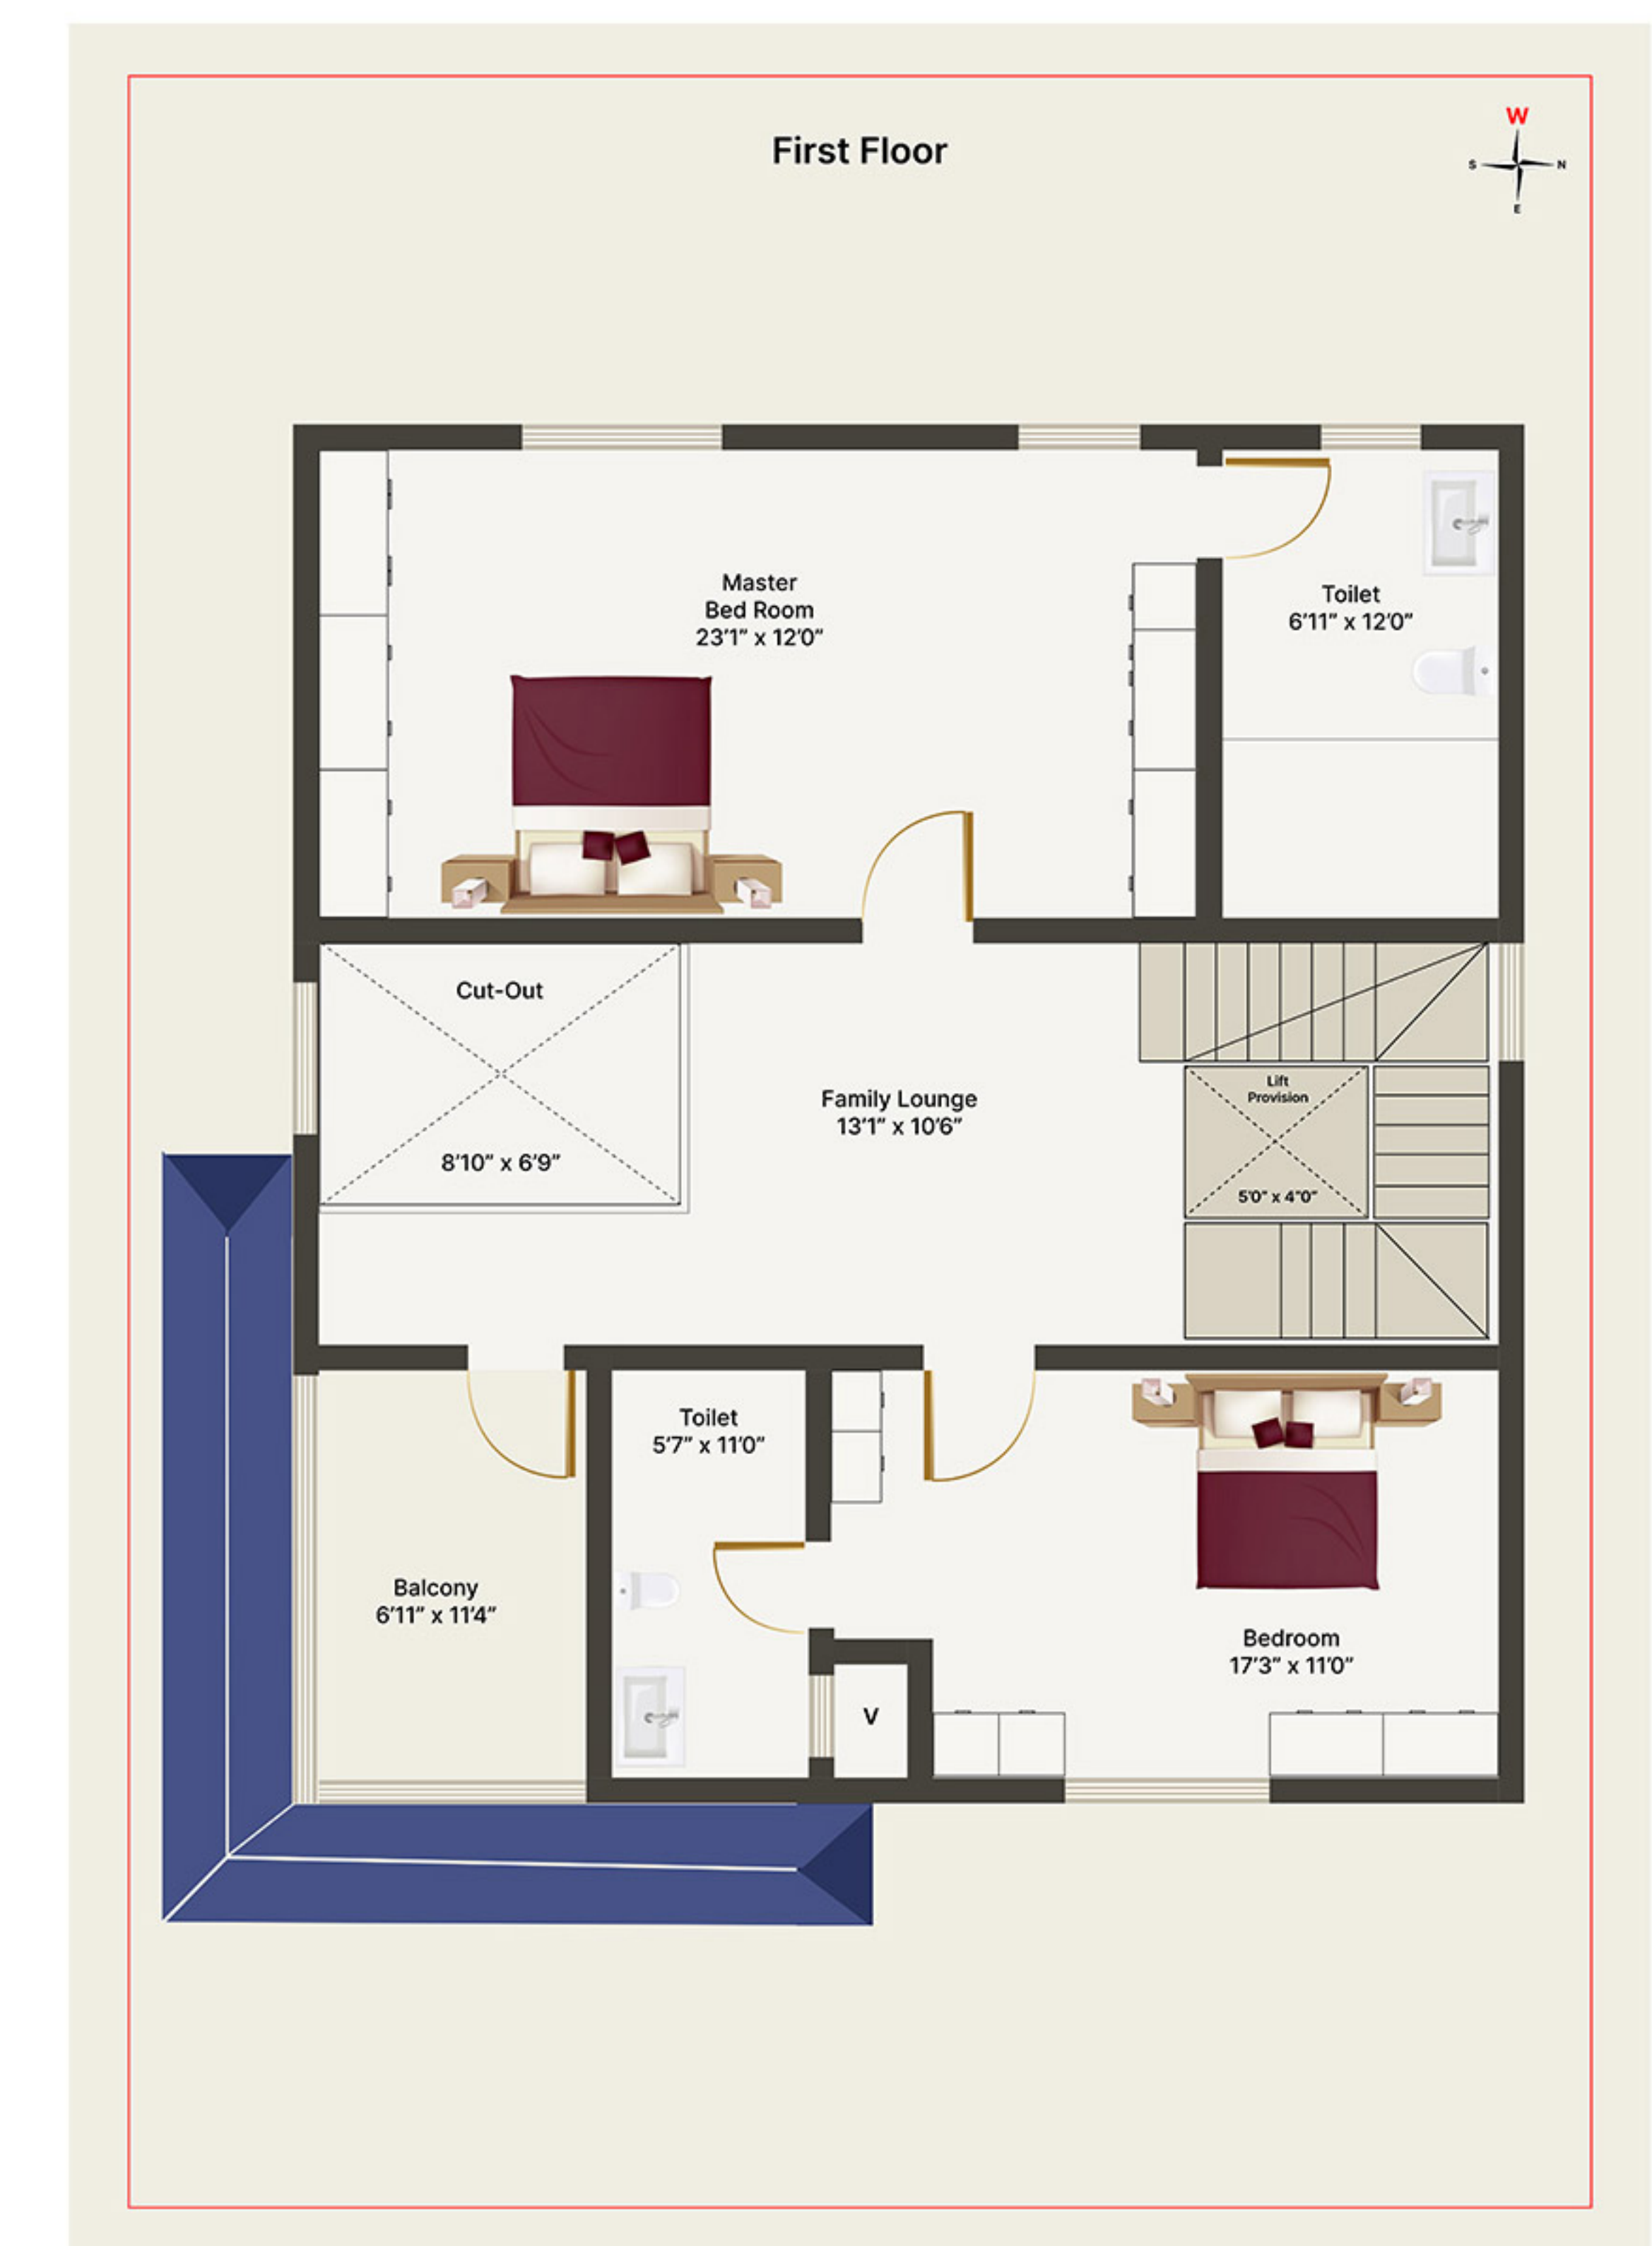 First Floor
W
S
N
E
Master
Bed Room
23'1" x 12'0"
Toilet
6'11" x 12'0"
Cut-Out
8'10" x 6'9"
Family Lounge
13'1" x 10'6"
Lift
Provision
5'0" x 4"0"
Toilet
5'7" x 11'0"
Balcony
6'11" x 11'4"
Bedroom
17'3" x 11'0"
V